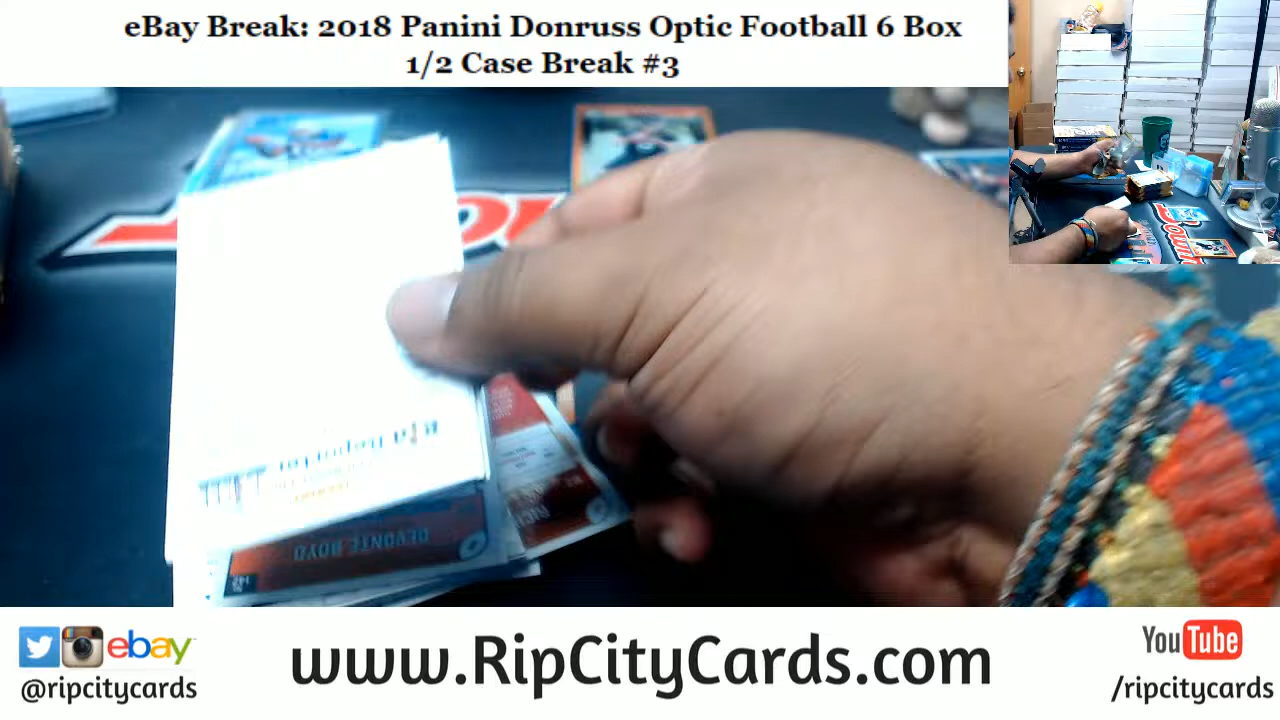 eBay Break: 2018 Panini Donruss Optic Football 6 Box
1/2 Case Break #3
DEVONTE BOYD
ebay
@ripcitycards
www.RipCityCards.com
YouTube
/ripcitycards